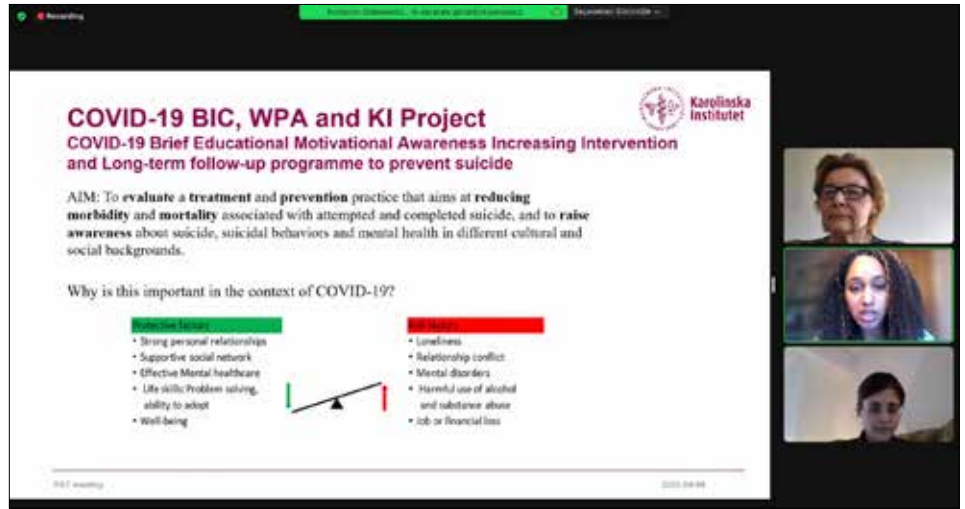 Recording
Karolinska
Institutet
COVID-19 BIC, WPA and KI Project
COVID-19 Brief Educational Motivational Awareness Increasing Intervention
and Long-term follow-up programme to prevent suicide
AIM: To evaluate a treatment and prevention practice that aims at reducing
morbidity and mortality associated with attempted and completed suicide, and to raise
awareness about suicide, suicidal behaviors and mental health in different cultural and
social backgrounds.
Why is this important in the context of COVID-19?
Protective factors
• Strong personal relationships
• Supportive social network
• Effective Mental healthcare
• Life skills: Problem solving,
ability to adapt
• Well-being
Risk factors
• Loneliness
• Relationship conflict
• Mental disorders
• Harmful use of alcohol
and substance abuse
• Job or financial loss
meeting